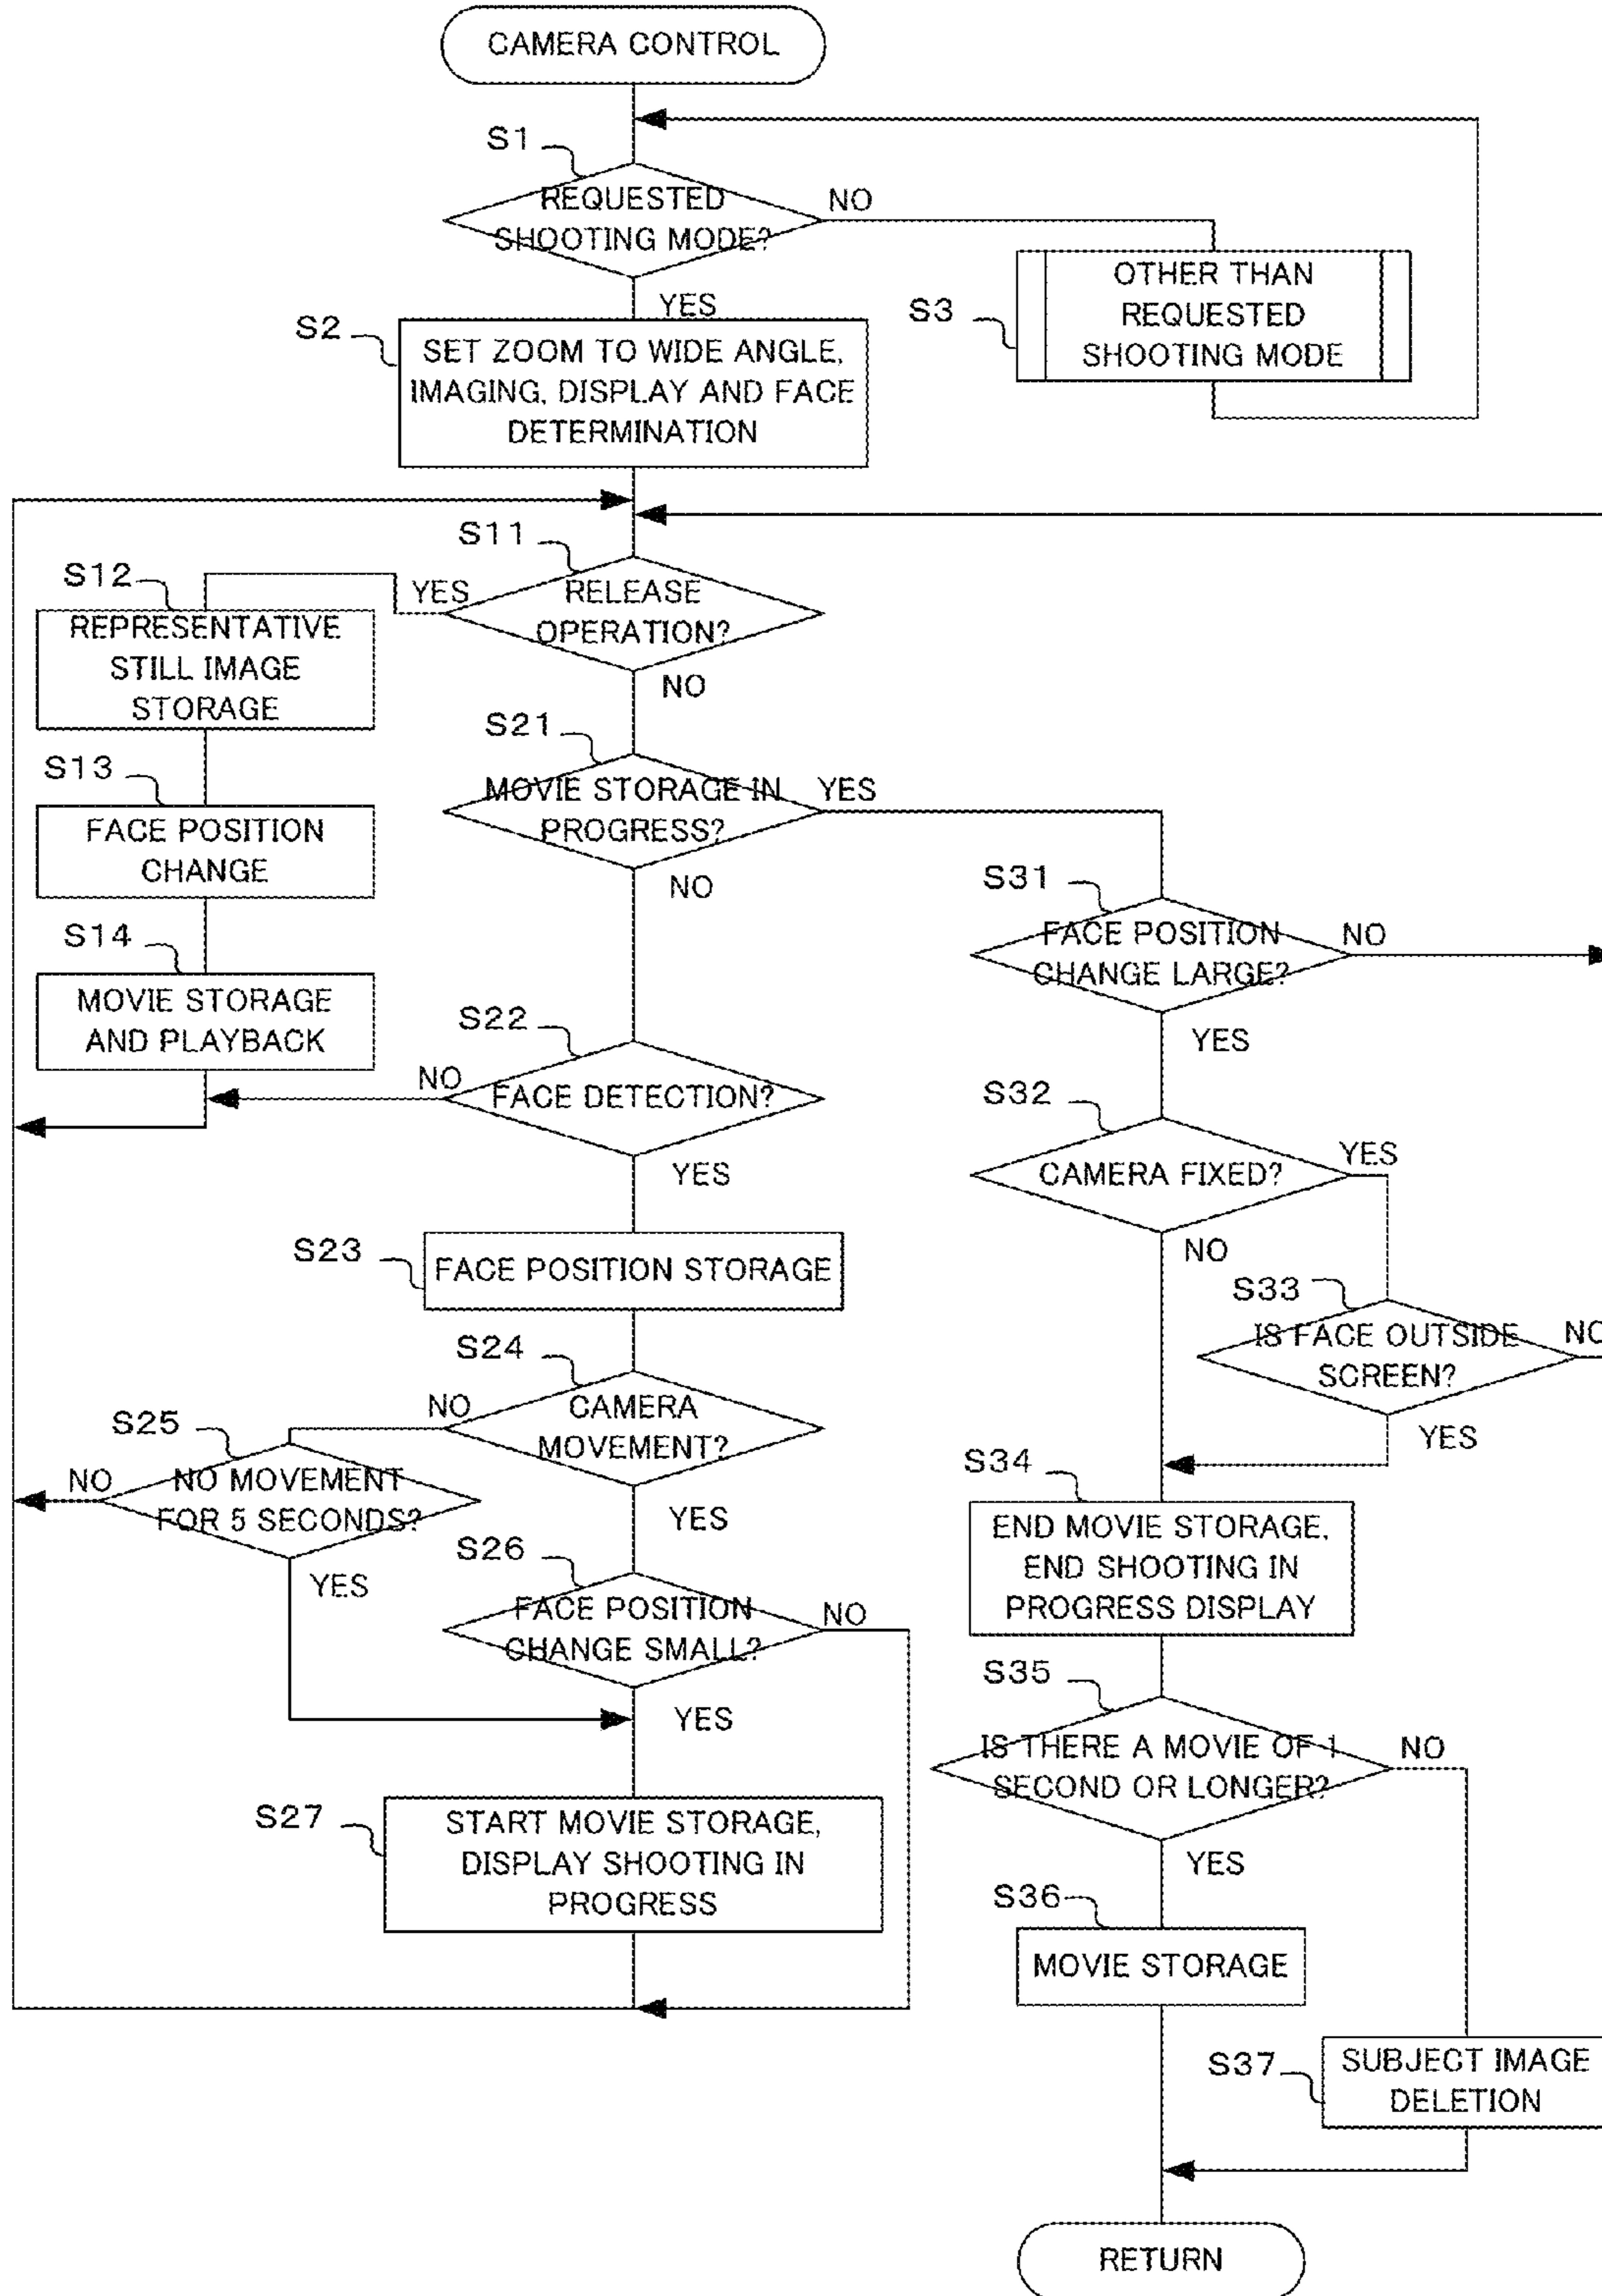 CAMERA CONTROL
S1
REQUESTED
SHOOTING MODE?
NO
YES
S3
OTHER THAN
REQUESTED
SHOOTING MODE
S2
SET ZOOM TO WIDE ANGLE,
IMAGING, DISPLAY AND FACE
DETERMINATION
S11
RELEASE
OPERATION?
YES
NO
S12
REPRESENTATIVE
STILL IMAGE
STORAGE
S13
FACE POSITION
CHANGE
S14
MOVIE STORAGE
AND PLAYBACK
S21
MOVIE STORAGE IN
PROGRESS?
YES
NO
S22
FACE DETECTION?
NO
YES
S23
FACE POSITION STORAGE
S24
CAMERA
MOVEMENT?
NO
YES
S25
NO MOVEMENT
FOR 5 SECONDS?
NO
YES
S26
FACE POSITION
CHANGE SMALL?
NO
YES
S27
START MOVIE STORAGE,
DISPLAY SHOOTING IN
PROGRESS
S31
FACE POSITION
CHANGE LARGE?
NO
YES
S32
CAMERA FIXED?
YES
NO
S33
IS FACE OUTSIDE
SCREEN?
NO
YES
S34
END MOVIE STORAGE,
END SHOOTING IN
PROGRESS DISPLAY
S35
IS THERE A MOVIE OF 1
SECOND OR LONGER?
NO
YES
S36
MOVIE STORAGE
S37
SUBJECT IMAGE
DELETION
RETURN